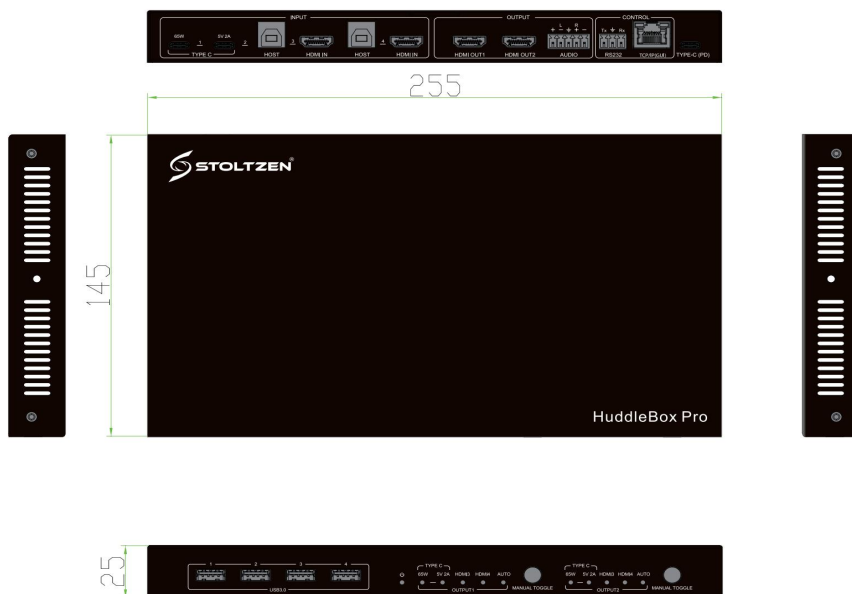 INPUT OUTPUT CONTROL
65W 5V 2A L R
+ - + - Tx Rx
1 2 3 4
TYPE C HOST HDMI IN HOST HDMI IN HDMI OUT1 HDMI OUT2 AUDIO RS232 TCP/IP(GUI) TYPE-C (PD)
255
STOLTZEN®
145
HuddleBox Pro
25
1 2 3 4
TYPE C TYPE C
65W 5V 2A HDMI3 HDMI4 AUTO 65W 5V 2A HDMI3 HDMI4 AUTO
USB3.0 OUTPUT1 MANUAL TOGGLE OUTPUT2 MANUAL TOGGLE